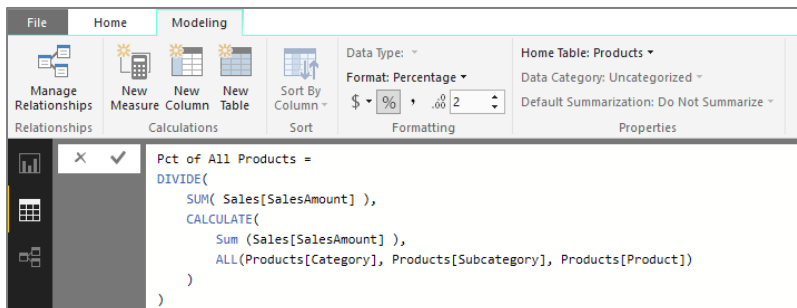 File Home Modeling
Manage Relationships
New Measure
New Column
New Table
Sort By Column
Data Type:
Format: Percentage
$ % , .00 2
Home Table: Products
Data Category: Uncategorized
Default Summarization: Do Not Summarize
Relationships Calculations Sort Formatting Properties
Pct of All Products =
DIVIDE(
SUM( Sales[SalesAmount] ),
CALCULATE(
Sum (Sales[SalesAmount] ),
ALL(Products[Category], Products[Subcategory], Products[Product])
)
)